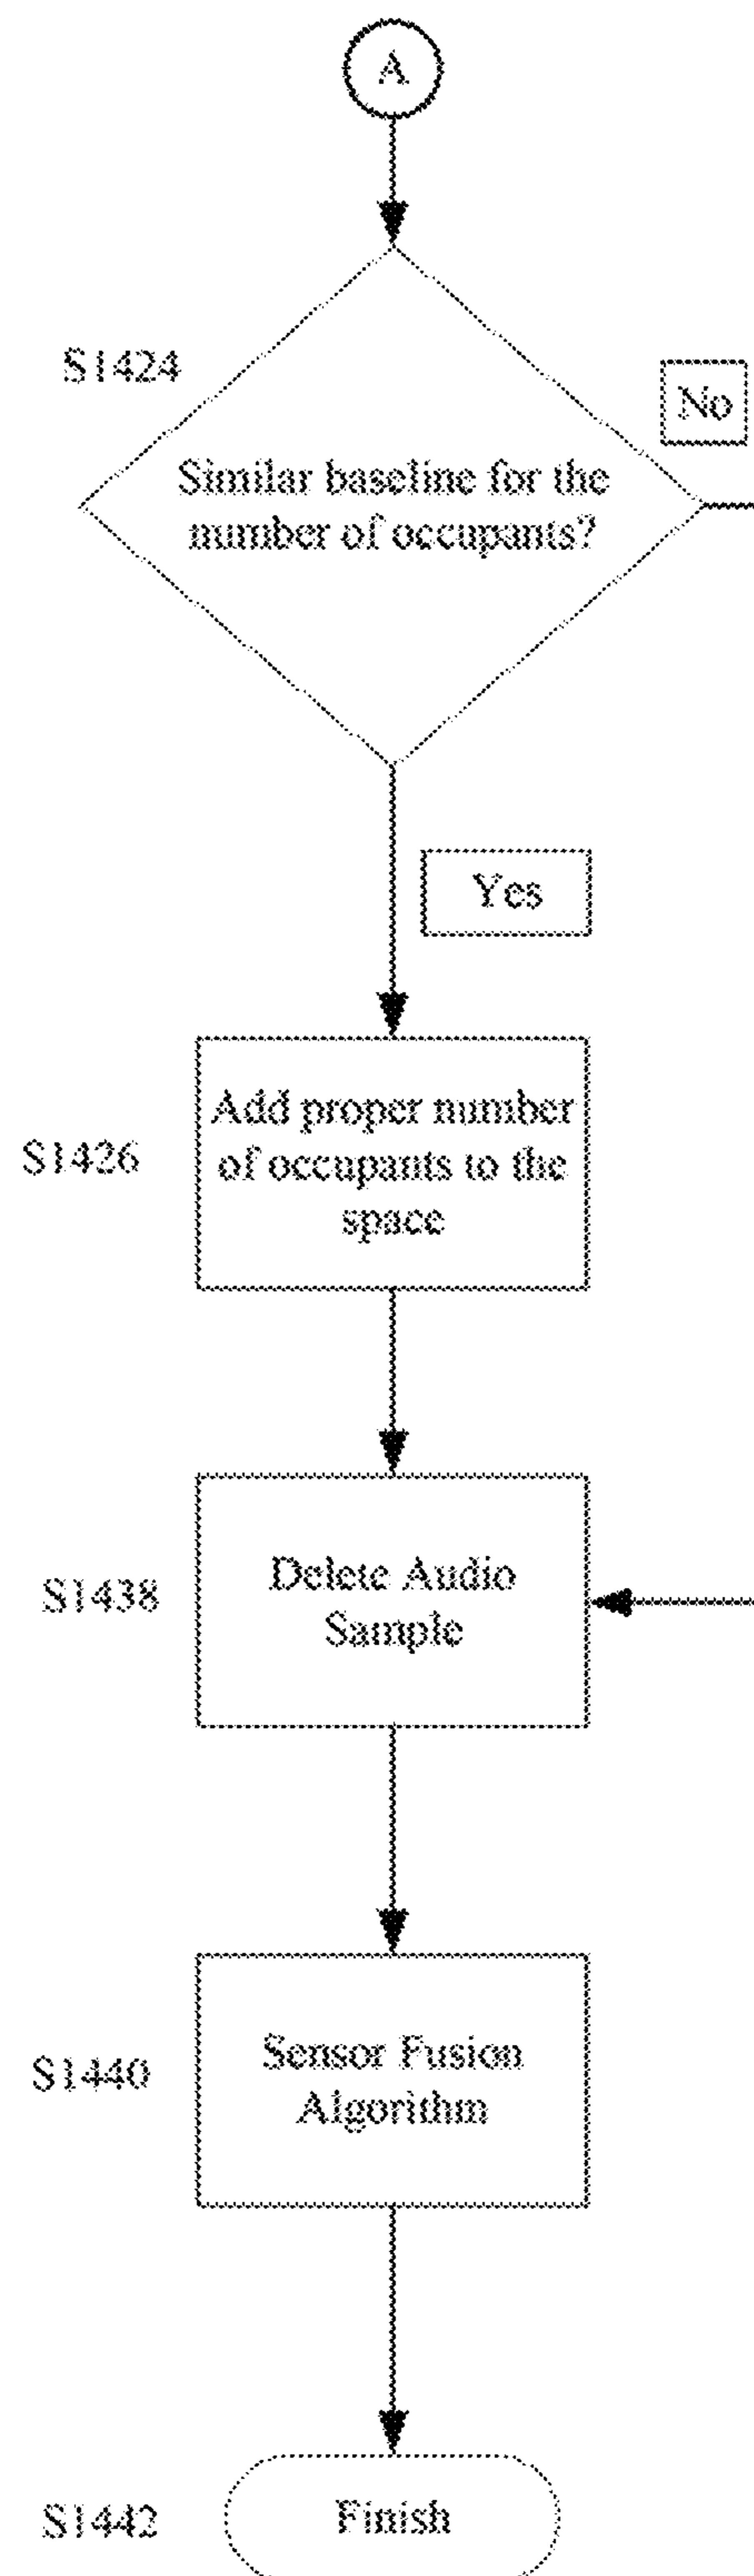 A
S1424
No
Similar baseline for the
number of occupants?
Yes
S1426
Add proper number
of occupants to the
space
S1438
Delete Audio
Sample
S1440
Sensor Fusion
Algorithm
S1442
Finish